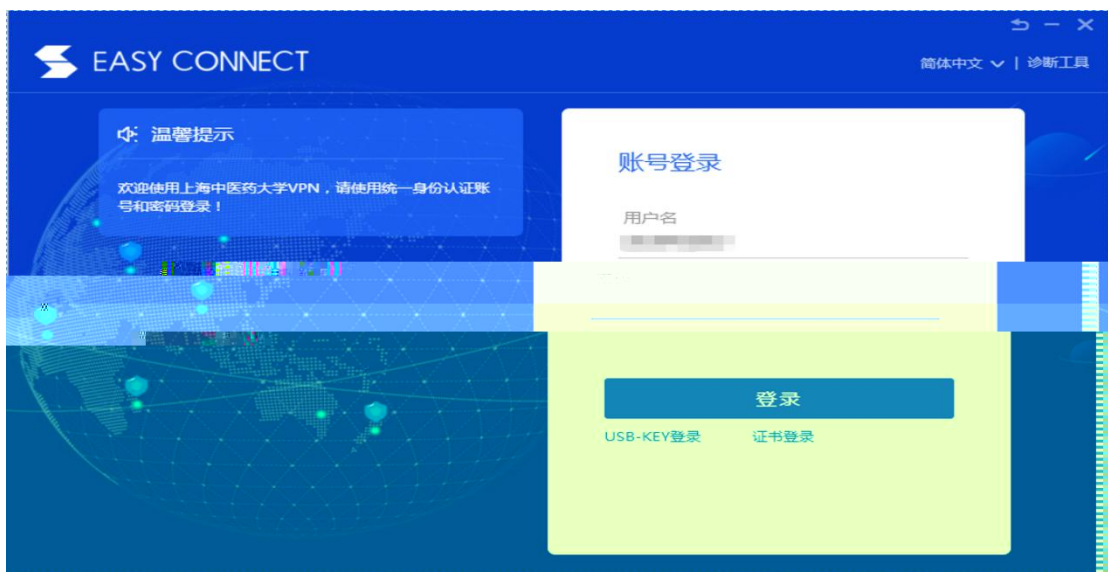 EASY CONNECT
简体中文 | 诊断工具
温馨提示
欢迎使用上海中医药大学VPN，请使用统一身份认证账
号和密码登录！
账号登录
用户名
登录
USB-KEY登录 证书登录